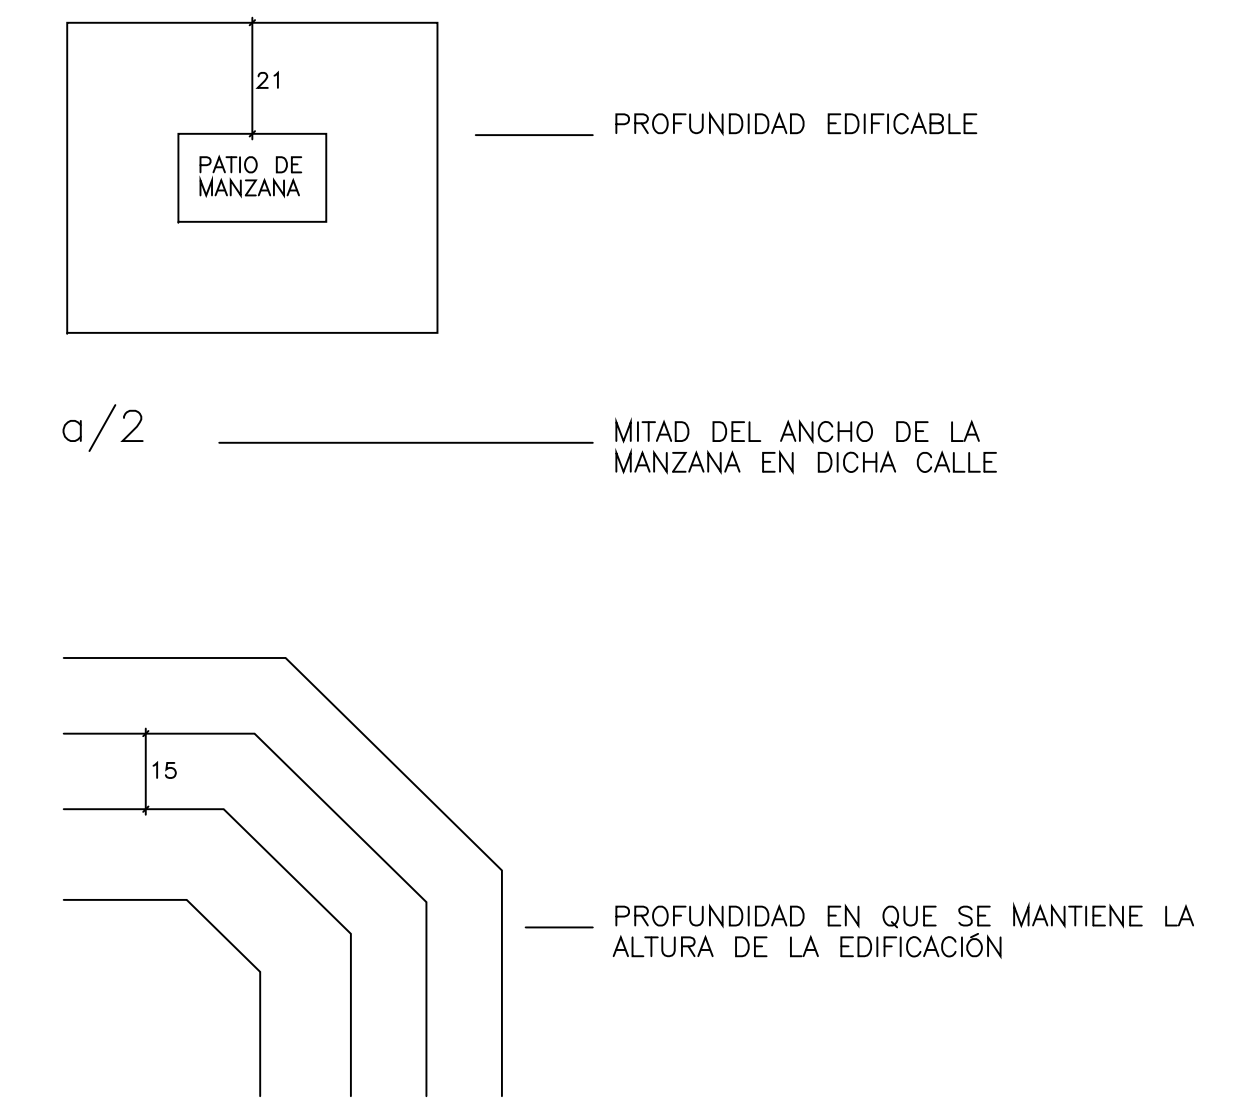 21
PATIO DE
MANZANA
PROFUNDIDAD EDIFICABLE
a/2
MITAD DEL ANCHO DE LA
MANZANA EN DICHA CALLE
15
PROFUNDIDAD EN QUE SE MANTIENE LA
ALTURA DE LA EDIFICACIÓN